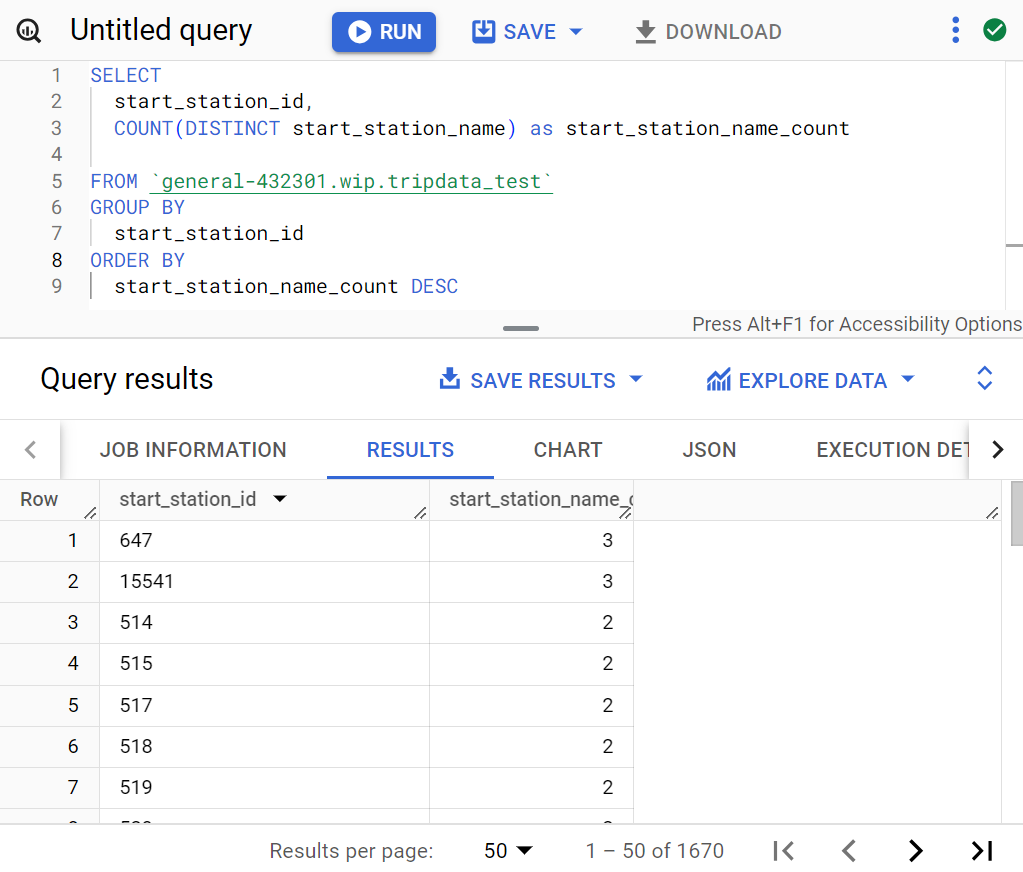 Untitled query RUN SAVE DOWNLOAD
1 SELECT
2 start_station_id,
3 COUNT(DISTINCT start_station_name) as start_station_name_count
4
5 FROM `general-432301.wip.tripdata_test`
6 GROUP BY
7 start_station_id
8 ORDER BY
9 start_station_name_count DESC
Press Alt+F1 for Accessibility Options
Query results SAVE RESULTS EXPLORE DATA
JOB INFORMATION RESULTS CHART JSON EXECUTION DET
Row start_station_id start_station_name_
1 647 3
2 15541 3
3 514 2
4 515 2
5 517 2
6 518 2
7 519 2
Results per page: 50 1 – 50 of 1670